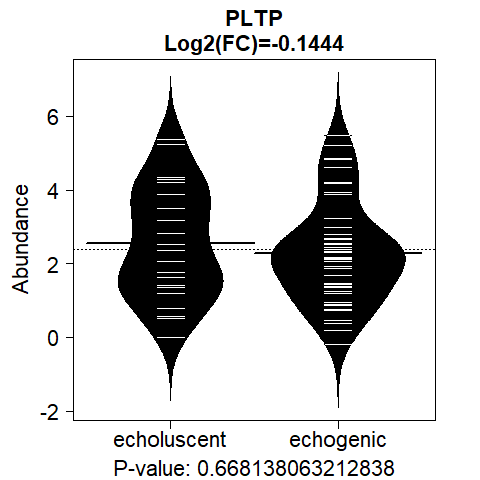 PLTP
Log2(FC)=-0.1444
Abundance
6
4
2
0
-2
echoluscent echogenic
P-value: 0.668138063212838